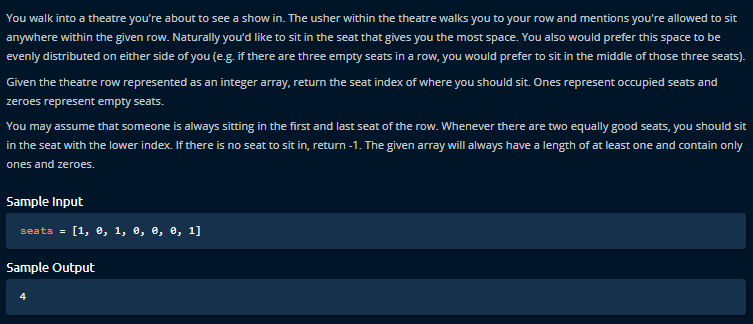 You walk into a theatre you're about to see a show in. The usher within the theatre walks you to your row and mentions you're allowed to sit
anywhere within the given row. Naturally you'd like to sit in the seat that gives you the most space. You also would prefer this space to be
evenly distributed on either side of you (e.g. if there are three empty seats in a row, you would prefer to sit in the middle of those three seats).
Given the theatre row represented as an integer array, return the seat index of where you should sit. Ones represent occupied seats and
zeroes represent empty seats.
You may assume that someone is always sitting in the first and last seat of the row. Whenever there are two equally good seats, you should sit
in the seat with the lower index. If there is no seat to sit in, return -1. The given array will always have a length of at least one and contain only
ones and zeroes.
Sample Input
seats = [1, 0, 1, 0, 0, 0, 1]
Sample Output
4